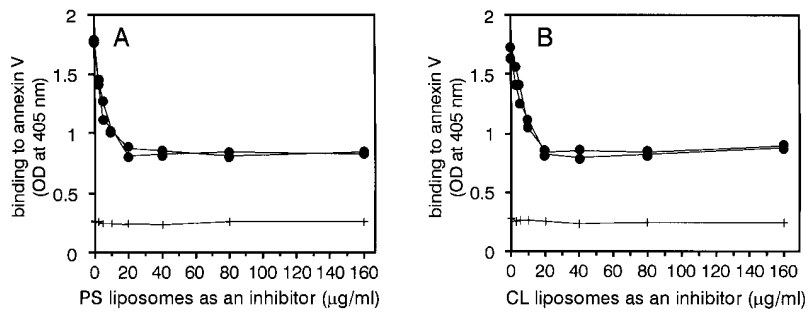 A
binding to annexin V
(OD at 405 nm)
2
1.5
1
0.5
0
0 20 40 60 80 100 120 140 160
PS liposomes as an inhibitor (μg/ml)
B
binding to annexin V
(OD at 405 nm)
2
1.5
1
0.5
0
0 20 40 60 80 100 120 140 160
CL liposomes as an inhibitor (μg/ml)